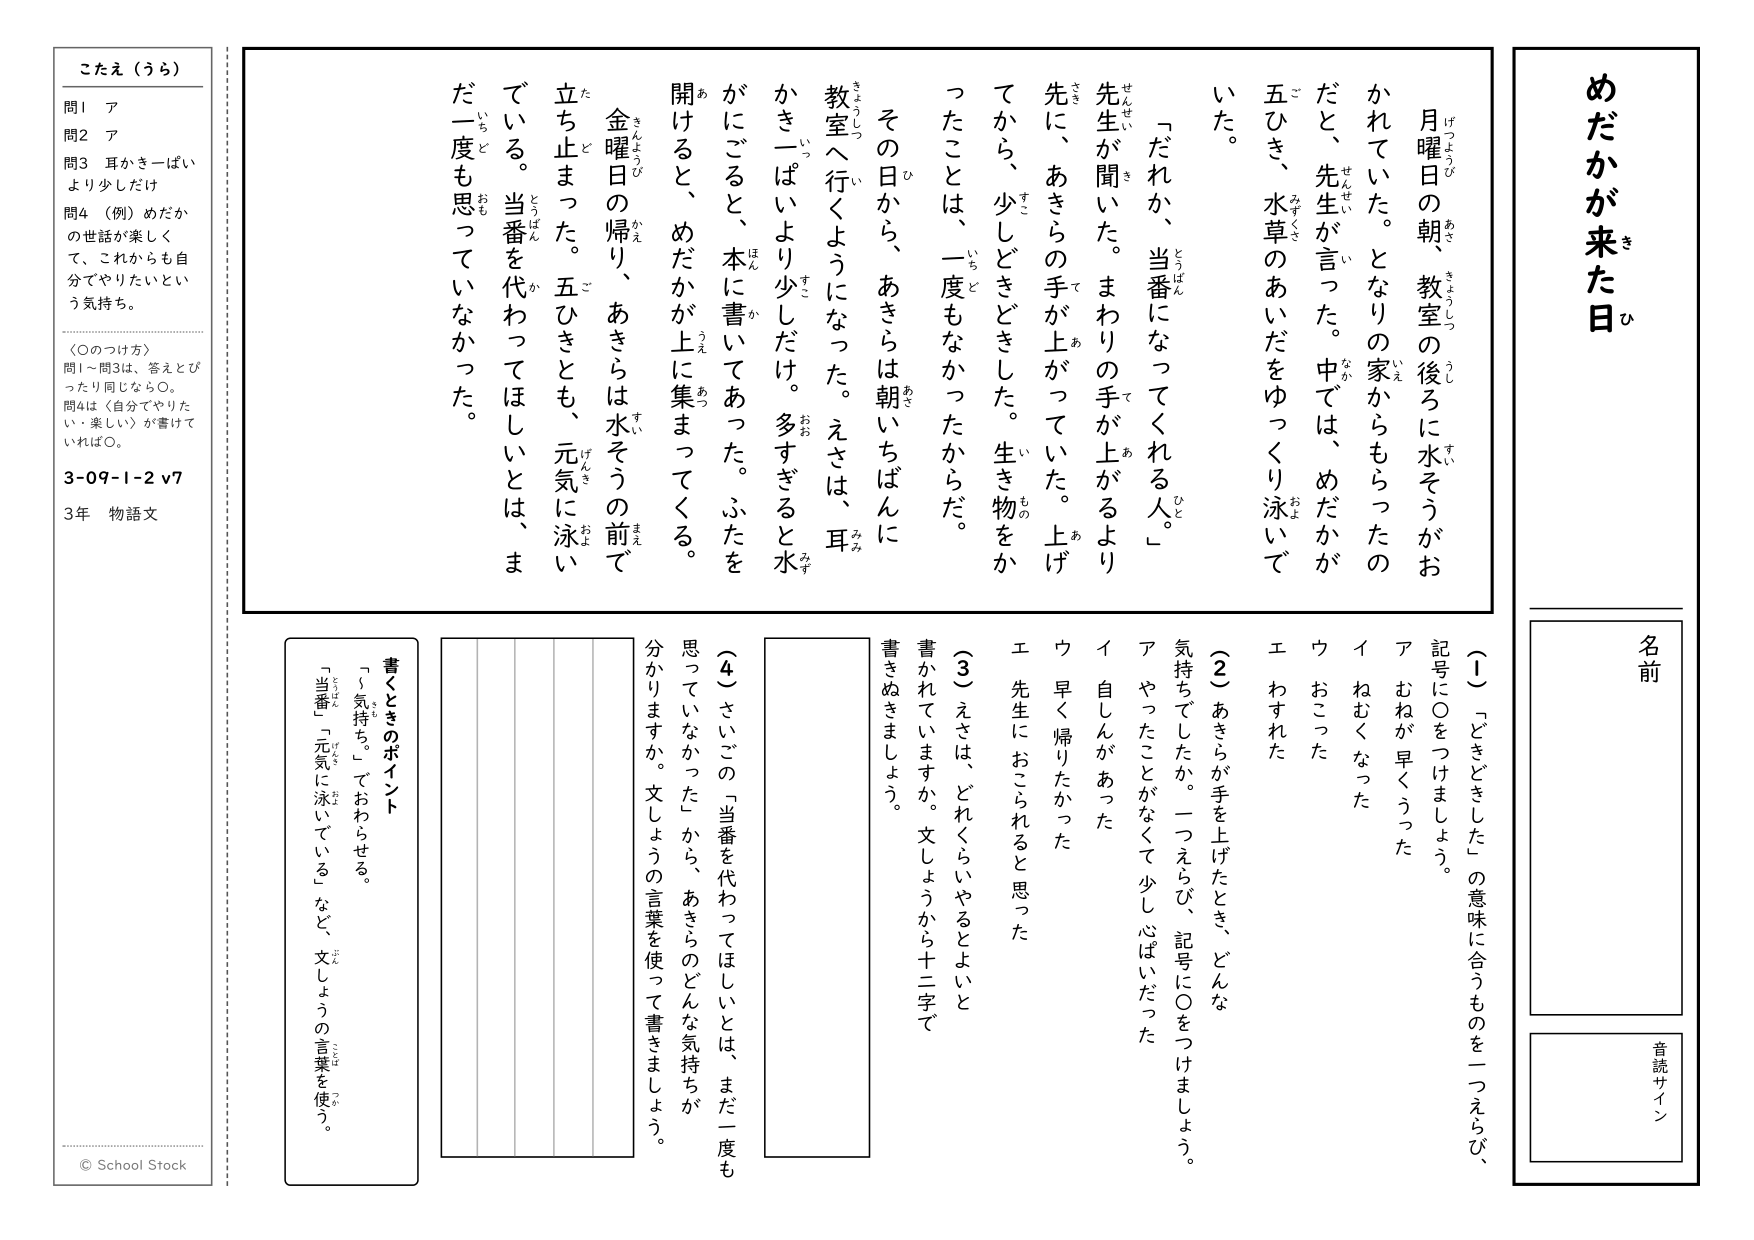 めだかが来た日
名前
音読サイン
月曜日の朝、教室の後ろに水そうがお
かれていた。となりの家からもらったの
だと、先生が言った。中では、めだかが
五ひき、水草のあいだをゆっくり泳いで
いた。
「だれか、当番になってくれる人。」
先生が聞いた。まわりの手が上がるより
先に、あきらの手が上がっていた。上げ
てから、少しどきどきした。生き物をか
ったことは、一度もなかったからだ。
その日から、あきらは朝いちばんに
教室へ行くようになった。えさは、耳
かき一ぱいより少しだけ。多すぎると水
がにごると、本に書いてあった。ふたを
開けると、めだかが上に集まってくる。
金曜日の帰り、あきらは水そうの前で
立ち止まった。五ひきとも、元気に泳い
でいる。当番を代わってほしいとは、ま
だ一度も思っていなかった。
(1)「どきどきした」の意味に合うものを一つえらび、
記号に○をつけましょう。
ア むねが 早くうった
イ ねむく なった
ウ おこった
エ わすれた
(2)あきらが手を上げたとき、どんな
気持ちでしたか。一つえらび、記号に○をつけましょう。
ア やったことがなくて 少し 心ぱいだった
イ 自しんが あった
ウ 早く 帰りたかった
エ 先生に おこられると 思った
(3)えさは、どれくらいやるとよいと
書かれていますか。文しょうから十二字で
書きぬきましょう。
(4)さいごの「当番を代わってほしいとは、まだ一度も
思っていなかった」から、あきらのどんな気持ちが
分かりますか。文しょうの言葉を使って書きましょう。
書くときのポイント
「〜気持ち。」でおわらせる。
「当番」「元気に泳いでいる」など、文しょうの言葉を使う。
こたえ（うら）
問1 ア
問2 ア
問3 耳かき一ぱい
より少しだけ
問4 （例）めだか
の世話が楽しく
て、これからも自
分でやりたいとい
う気持ち。
〈○のつけ方〉
問1〜問3は、答えとぴ
ったり同じなら○。
問4は〈自分でやりた
い・楽しい〉が書けて
いれば○。
3-09-1-2 v7
3年 物語文
© School Stock